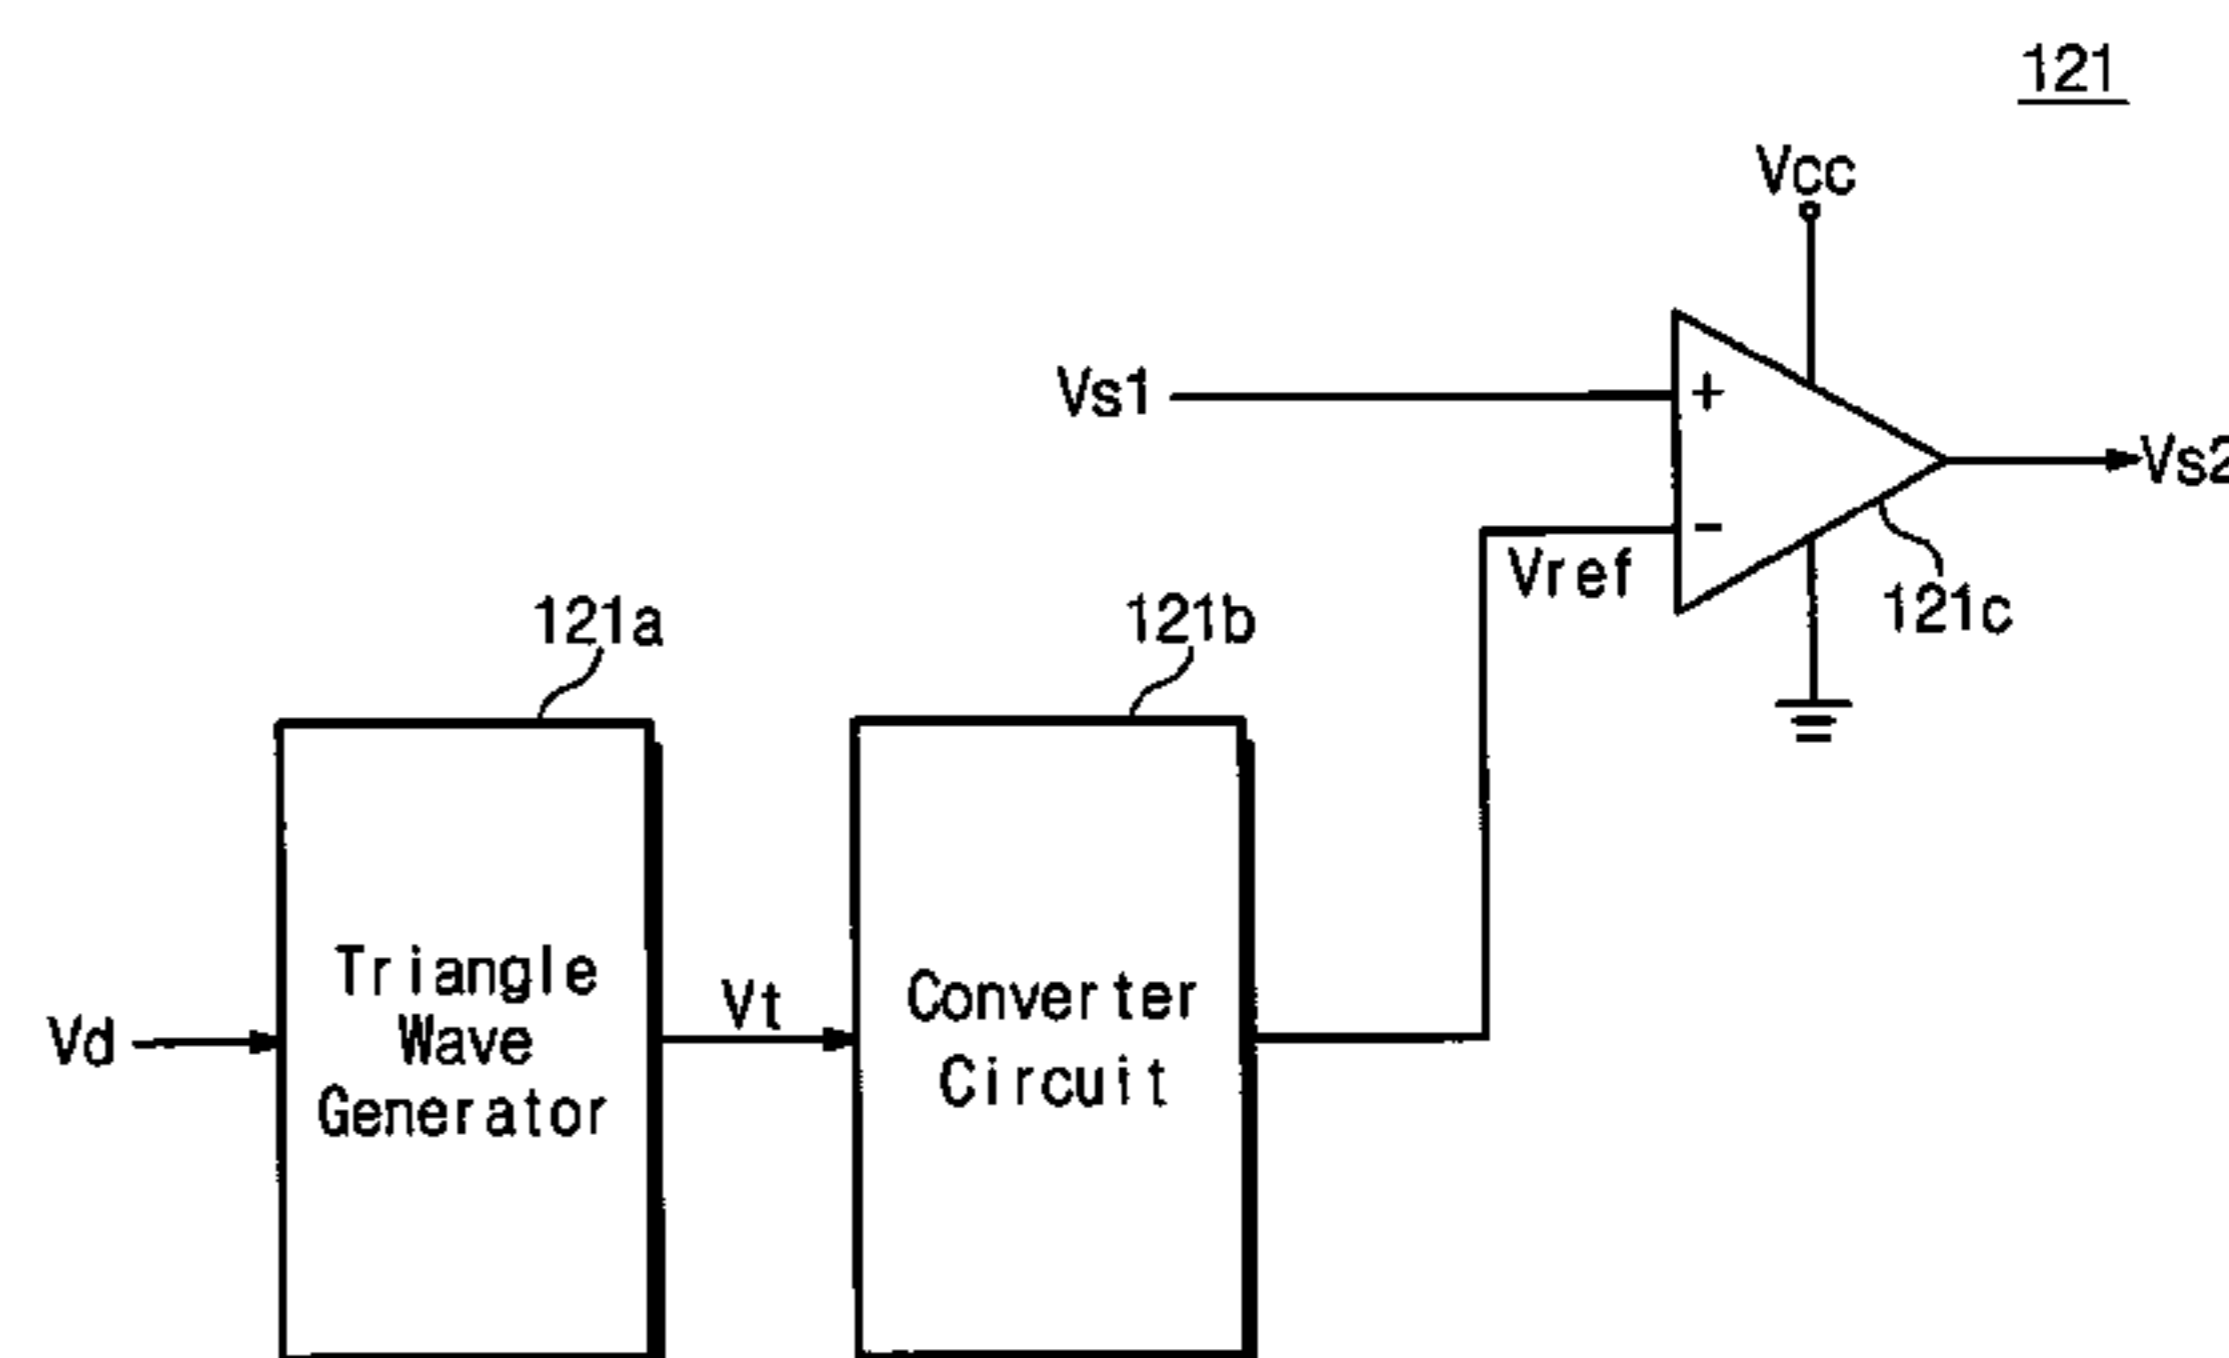 121
Vcc
Vs1
+
Vs2
-
Vref
121c
121a
121b
Triangle
Wave
Generator
Vd
Vt
Converter
Circuit